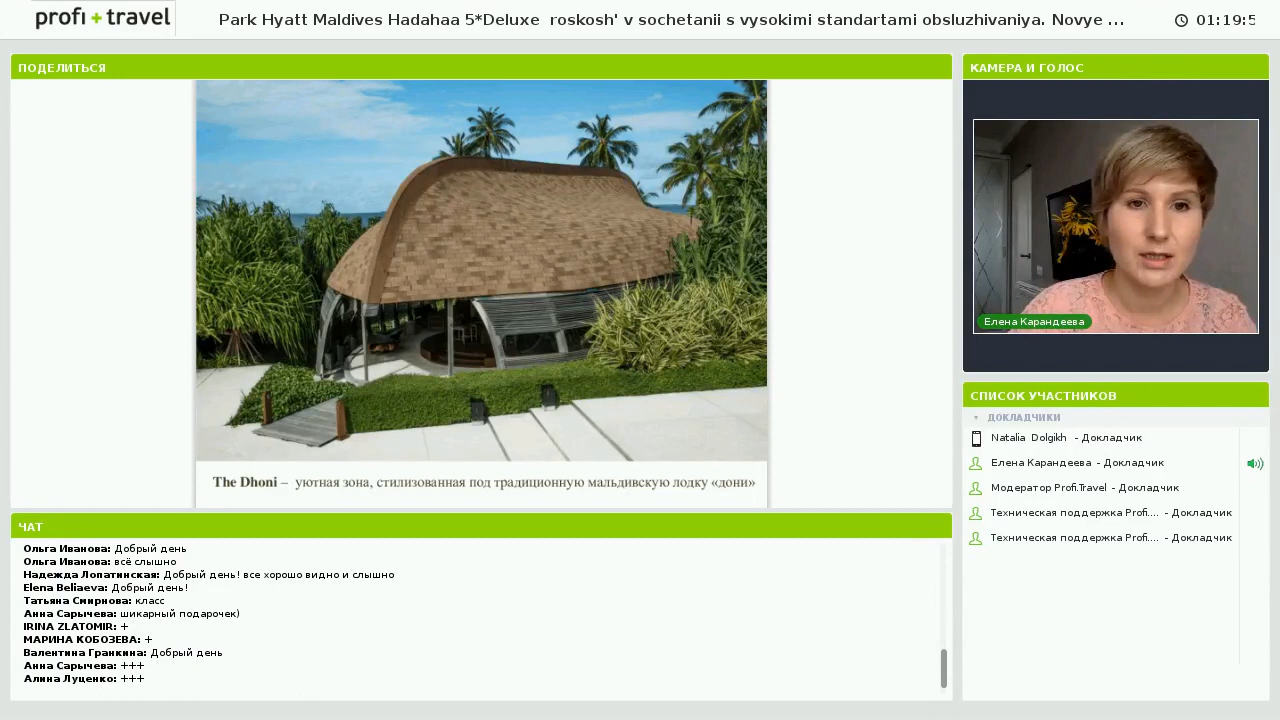 profi + travel
Park Hyatt Maldives Hadahaa 5*Deluxe roskosh' v sochetanii s vysokimi standartami obsluzhivaniya. Novye ...
01:19:5
ПОДЕЛИТЬСЯ
The Dhoni – уютная зона, стилизованная под традиционную мальдивскую лодку «дони»
ЧАТ
Ольга Иванова: Добрый день
Ольга Иванова: всё слышно
Надежда Лопатинская: Добрый день! все хорошо видно и слышно
Elena Beliaeva: Добрый день!
Татьяна Смирнова: класс
Анна Сарычева: шикарный подарочек)
IRINA ZLATOMIR: +
МАРИНА КОБОЗЕВА: +
Валентина Гранкина: Добрый день
Анна Сарычева: +++
Алина Луценко: +++
КАМЕРА И ГОЛОС
Елена Карандеева
СПИСОК УЧАСТНИКОВ
ДОКЛАДЧИКИ
Natalia Dolgikh - Докладчик
Елена Карандеева - Докладчик
Модератор Profi.Travel - Докладчик
Техническая поддержка Profi.... - Докладчик
Техническая поддержка Profi.... - Докладчик